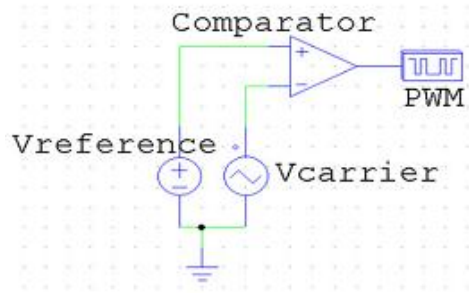 Comparator
+
−
PWM
Vreference
+
−
Vcarrier